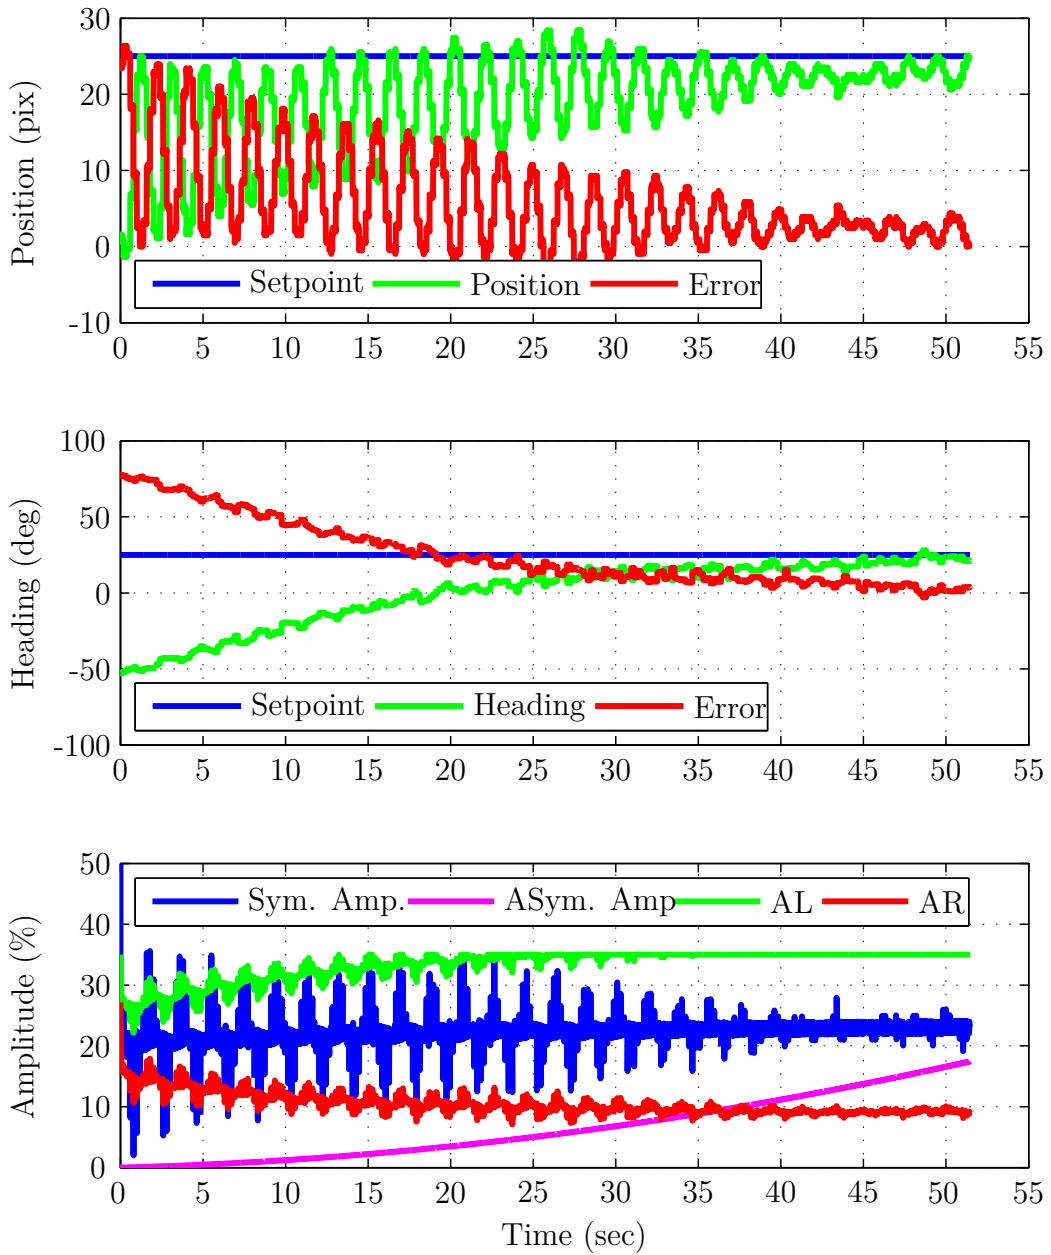 30
20
10
0
-10
Position (pix)
Setpoint Position Error
0 5 10 15 20 25 30 35 40 45 50 55
100
50
0
-50
-100
Heading (deg)
Setpoint Heading Error
0 5 10 15 20 25 30 35 40 45 50 55
50
40
30
20
10
0
Amplitude (%)
Sym. Amp. ASym. Amp AL AR
0 5 10 15 20 25 30 35 40 45 50 55
Time (sec)